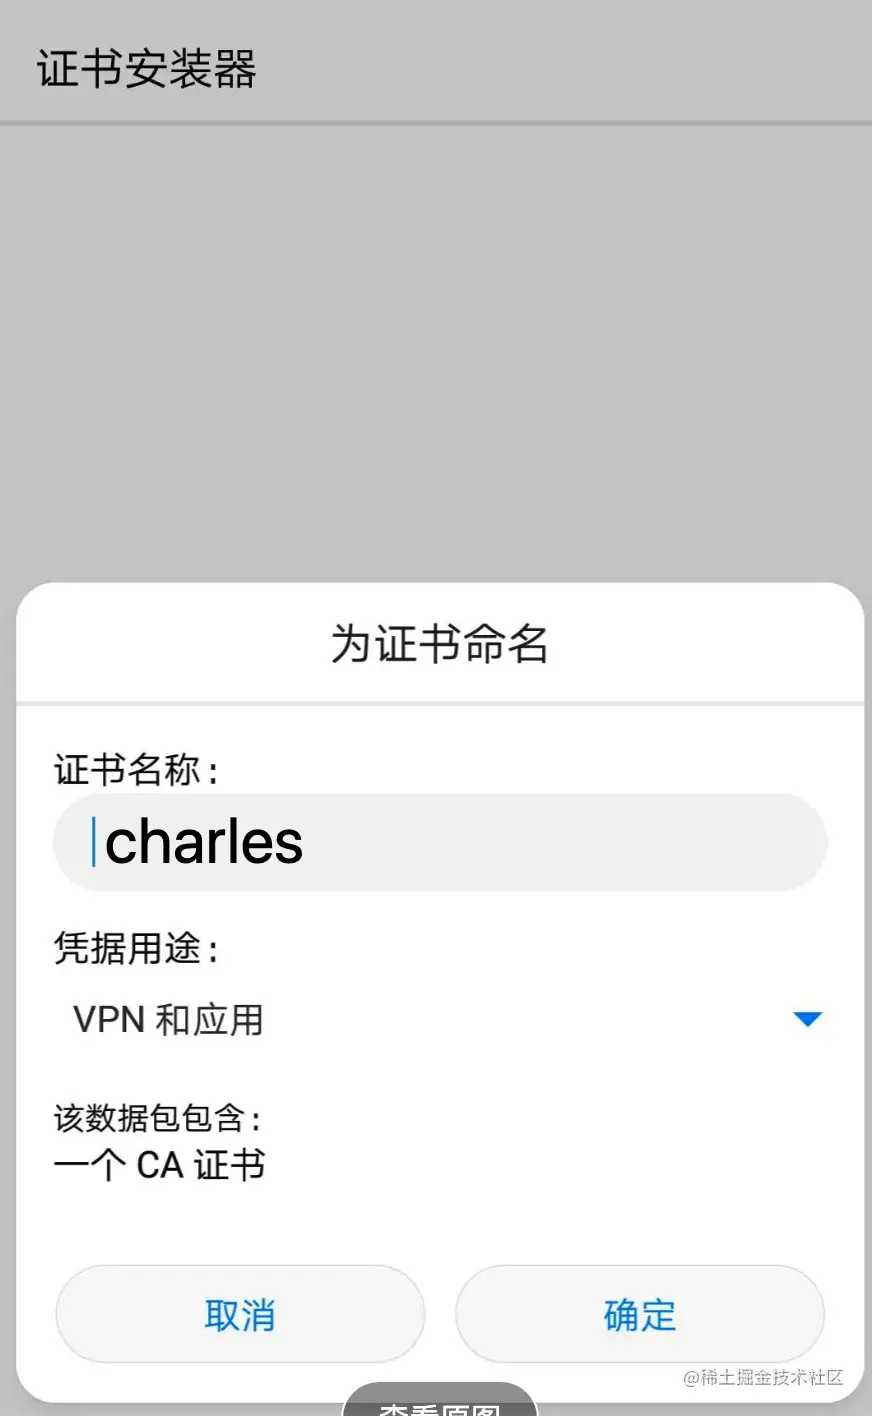 证书安装器
为证书命名
证书名称:
charles
凭据用途:
VPN 和应用
该数据包包含:
一个 CA 证书
取消
确定
@稀土掘金技术社区
查看原图